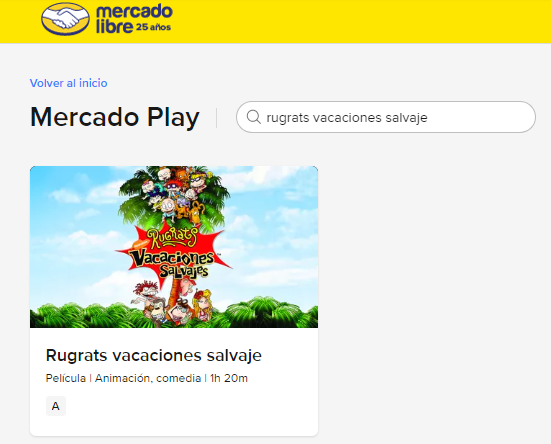 mercado
libre 25 años
Volver al inicio
Mercado Play
rugrats vacaciones salvaje
Rugrats
Vacaciones
Salvajes
Rugrats vacaciones salvaje
Película | Animación, comedia | 1h 20m
A